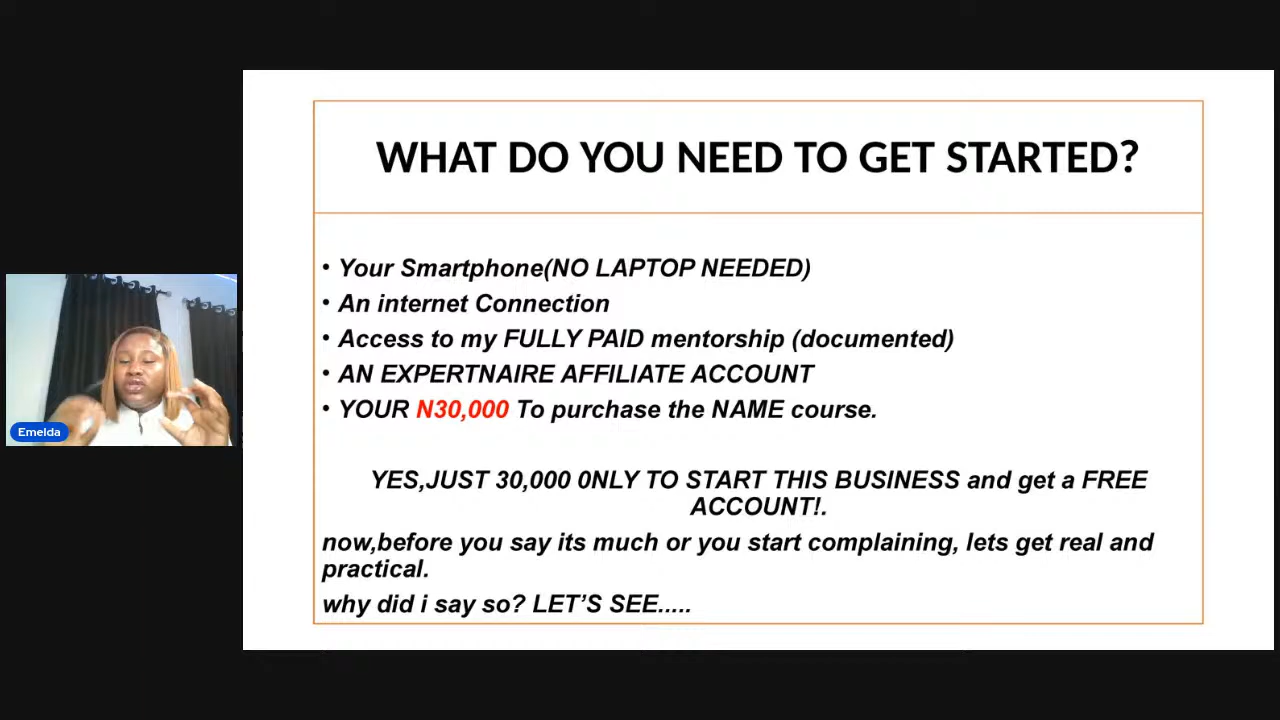 WHAT DO YOU NEED TO GET STARTED?
• Your Smartphone(NO LAPTOP NEEDED)
• An internet Connection
• Access to my FULLY PAID mentorship (documented)
• AN EXPERTNAIRE AFFILIATE ACCOUNT
• YOUR N30,000 To purchase the NAME course.
YES,JUST 30,000 0NLY TO START THIS BUSINESS and get a FREE
ACCOUNT!.
now,before you say its much or you start complaining, lets get real and
practical.
why did i say so? LET’S SEE.....
Emelda